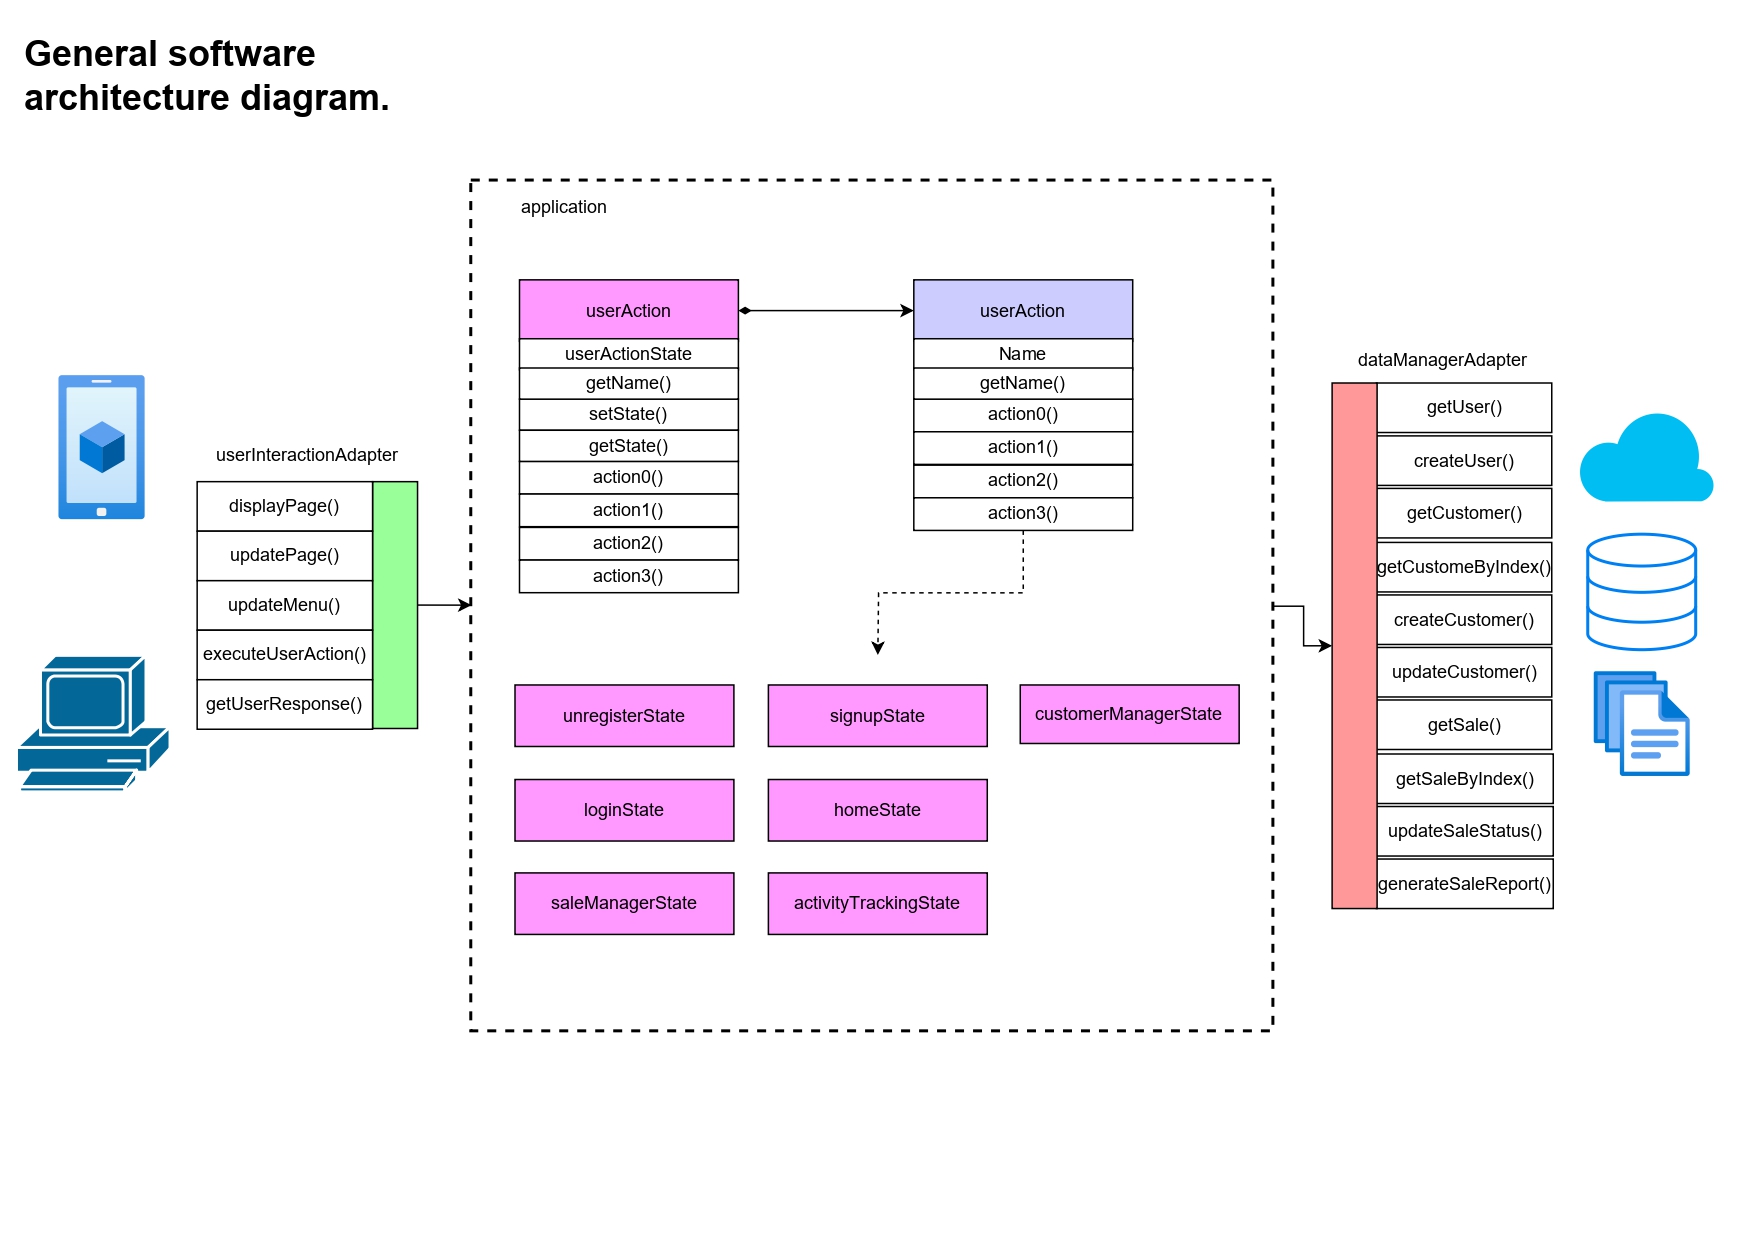 General software
architecture diagram.
application
userAction
userActionState
getName()
setState()
getState()
action0()
action1()
action2()
action3()
userAction
Name
getName()
action0()
action1()
action2()
action3()
userInteractionAdapter
displayPage()
updatePage()
updateMenu()
executeUserAction()
getUserResponse()
unregisterState
signupState
customerManagerState
loginState
homeState
saleManagerState
activityTrackingState
dataManagerAdapter
getUser()
createUser()
getCustomer()
getCustomeByIndex()
createCustomer()
updateCustomer()
getSale()
getSaleByIndex()
updateSaleStatus()
generateSaleReport()